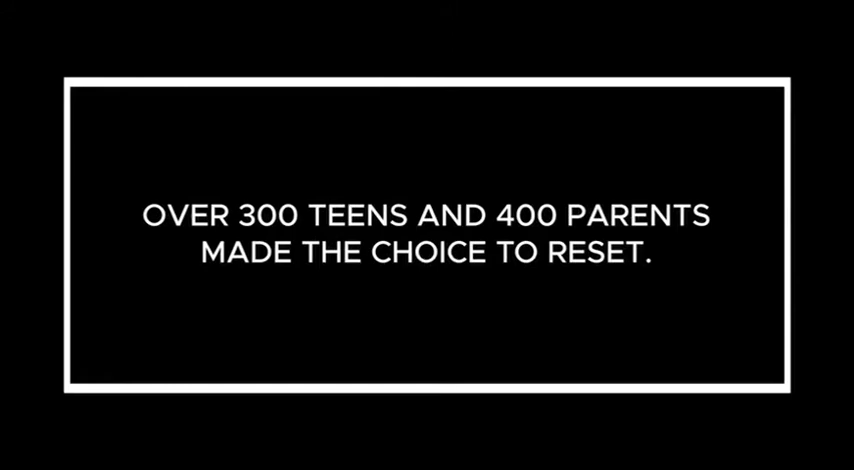 OVER 300 TEENS AND 400 PARENTS
MADE THE CHOICE TO RESET.